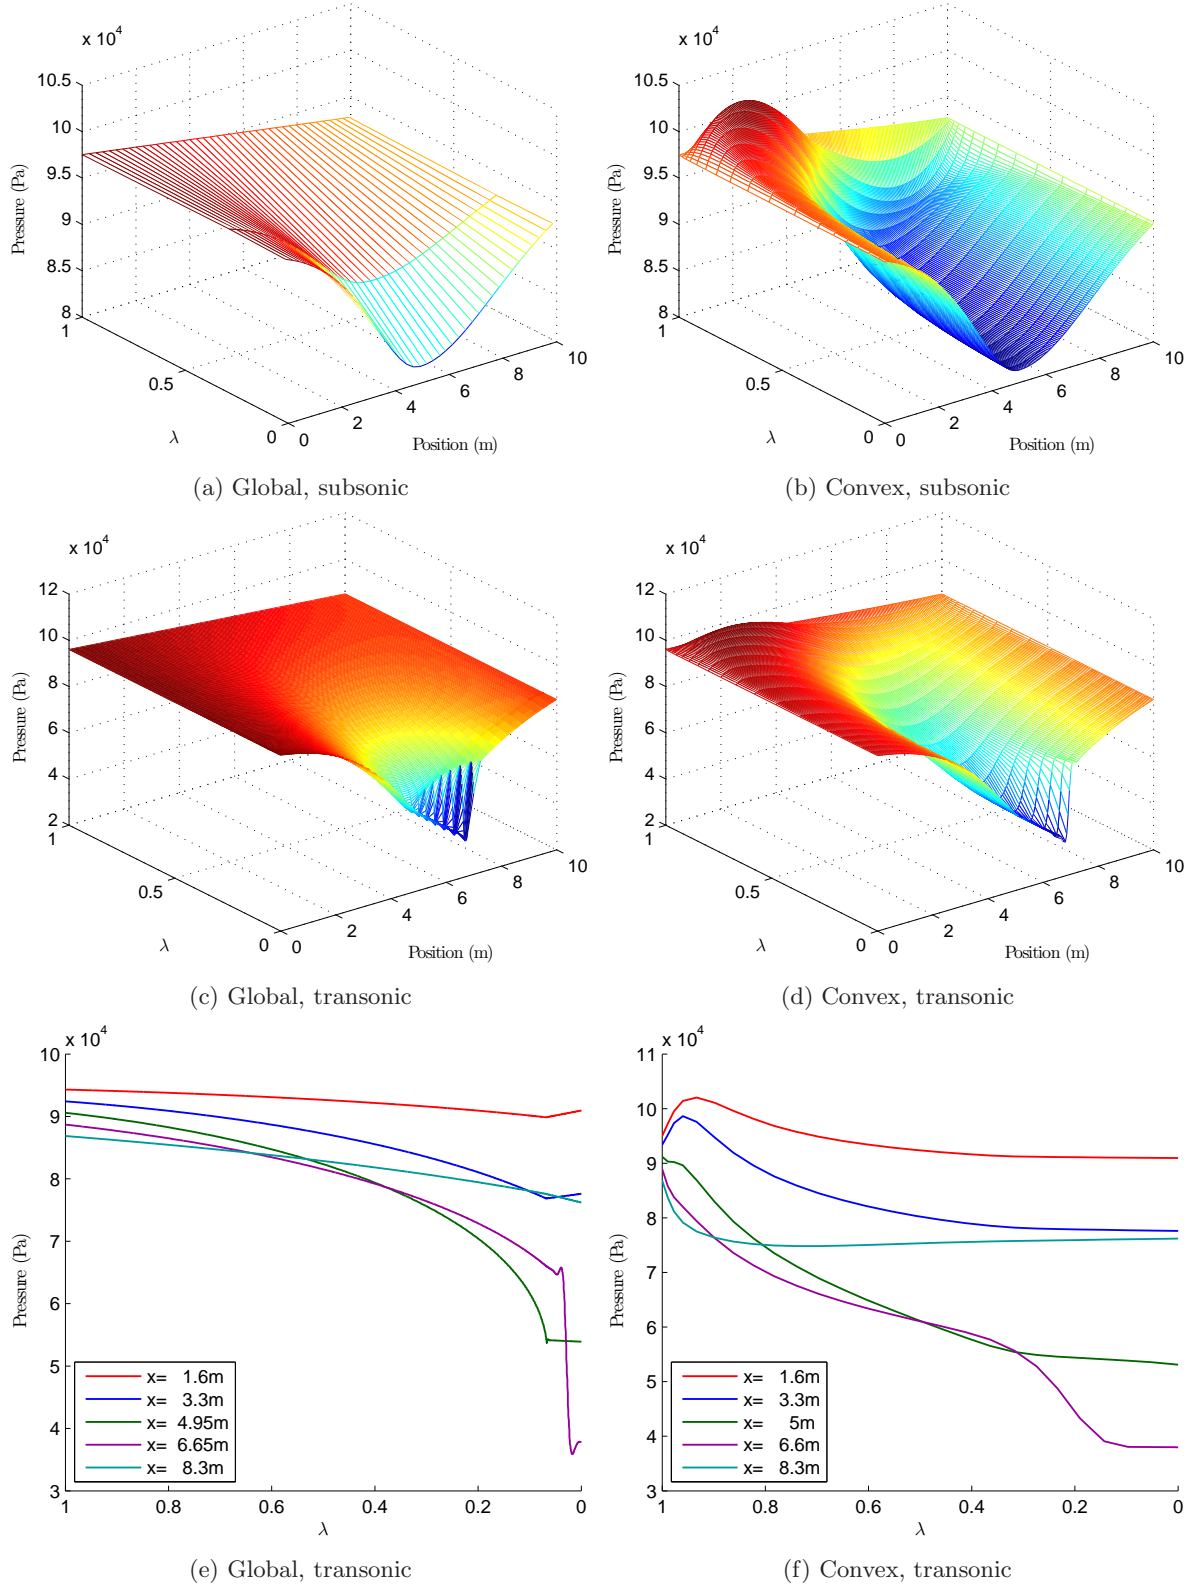 x 10^4
10.5
10
9.5
9
8.5
8
1
0.5
0
0
2
4
6
8
10
Pressure (Pa)
λ
Position (m)
(a) Global, subsonic
x 10^4
10.5
10
9.5
9
8.5
8
1
0.5
0
0
2
4
6
8
10
Pressure (Pa)
λ
Position (m)
(b) Convex, subsonic
x 10^4
12
10
8
6
4
2
1
0.5
0
0
2
4
6
8
10
Pressure (Pa)
λ
Position (m)
(c) Global, transonic
x 10^4
12
10
8
6
4
2
1
0.5
0
0
2
4
6
8
10
Pressure (Pa)
λ
Position (m)
(d) Convex, transonic
x 10^4
10
9
8
7
6
5
4
3
Pressure (Pa)
x= 1.6m
x= 3.3m
x= 4.95m
x= 6.65m
x= 8.3m
1 0.8 0.6 0.4 0.2 0
λ
(e) Global, transonic
x 10^4
11
10
9
8
7
6
5
4
3
Pressure (Pa)
x= 1.6m
x= 3.3m
x= 5m
x= 6.6m
x= 8.3m
1 0.8 0.6 0.4 0.2 0
λ
(f) Convex, transonic